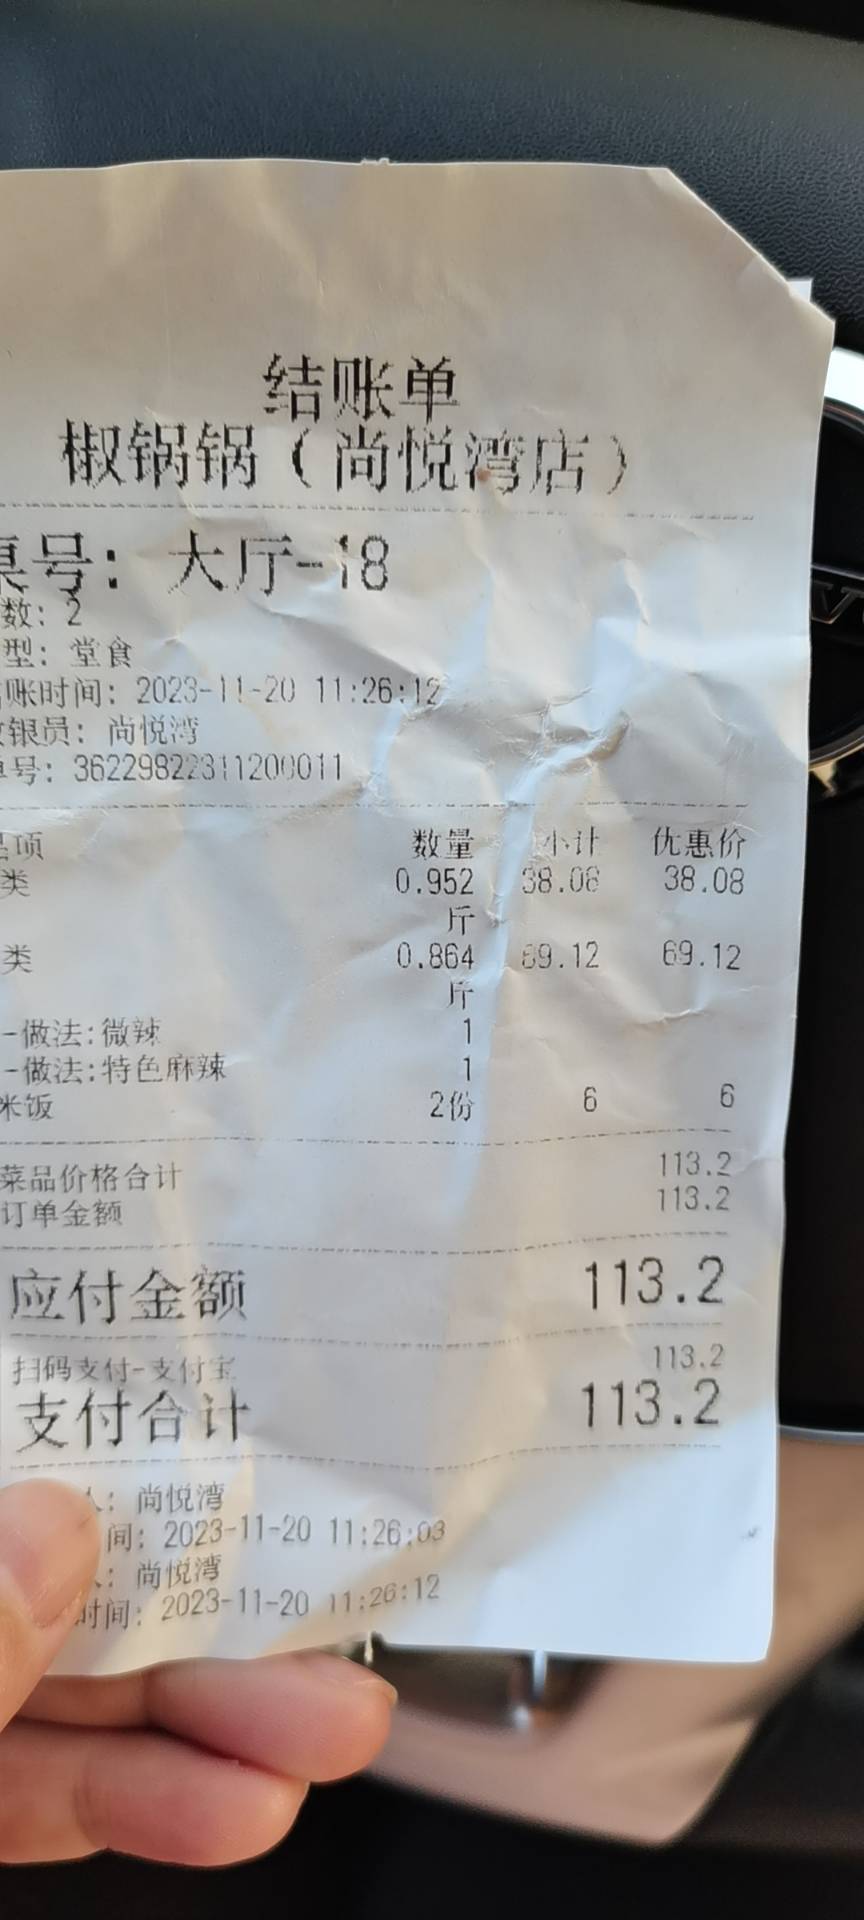 结账单
椒锅锅（尚悦湾店）
桌号: 大厅-18
数: 2
型: 堂食
账时间: 2023-11-20 11:26:12
银员: 尚悦湾
单号: 36229822311200011
品项 数量 小计 优惠价
类 0.952 38.08 38.08
斤
类 0.864 69.12 69.12
斤
-做法:微辣 1
-做法:特色麻辣 1
米饭 2份 6 6
菜品价格合计 113.2
订单金额 113.2
应付金额 113.2
扫码支付-支付宝 113.2
支付合计 113.2
人: 尚悦湾
间: 2023-11-20 11:26:03
人: 尚悦湾
时间: 2023-11-20 11:26:12